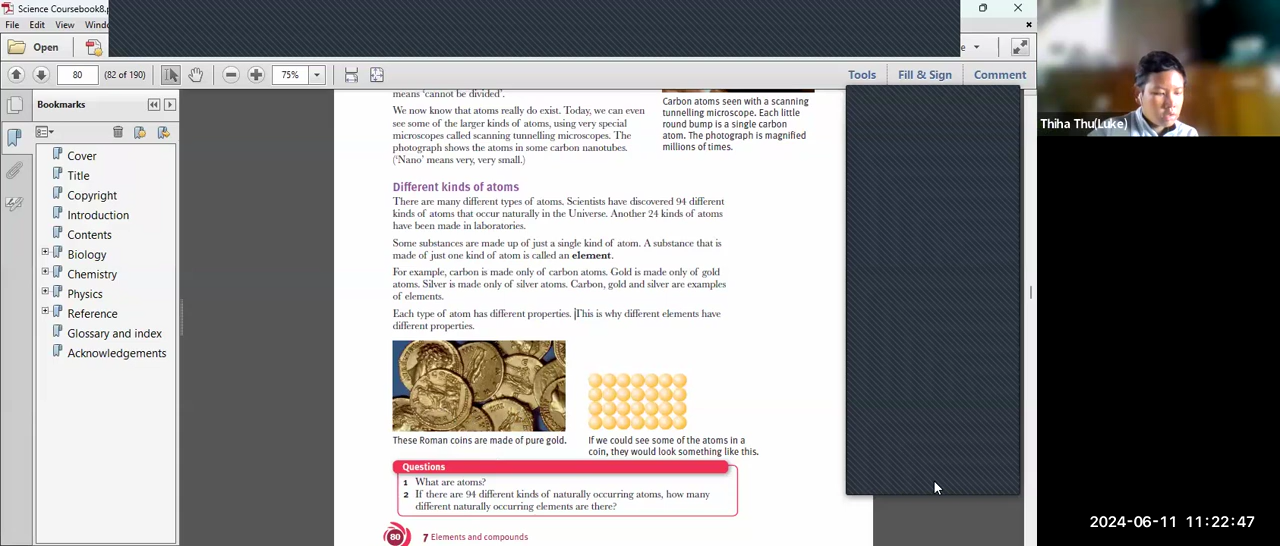 Science Coursebook8.p
File Edit View Windo
Open
80 (82 of 190) 75% Tools Fill & Sign Comment
Bookmarks
Cover
Title
Copyright
Introduction
Contents
Biology
Chemistry
Physics
Reference
Glossary and index
Acknowledgements
means 'cannot be divided'.
We now know that atoms really do exist. Today, we can even
see some of the larger kinds of atoms, using very special
microscopes called scanning tunnelling microscopes. The
photograph shows the atoms in some carbon nanotubes.
('Nano' means very, very small.)
Carbon atoms seen with a scanning
tunnelling microscope. Each little
round bump is a single carbon
atom. The photograph is magnified
millions of times.
Different kinds of atoms
There are many different types of atoms. Scientists have discovered 94 different
kinds of atoms that occur naturally in the Universe. Another 24 kinds of atoms
have been made in laboratories.
Some substances are made up of just a single kind of atom. A substance that is
made of just one kind of atom is called an element.
For example, carbon is made only of carbon atoms. Gold is made only of gold
atoms. Silver is made only of silver atoms. Carbon, gold and silver are examples
of elements.
Each type of atom has different properties. This is why different elements have
different properties.
These Roman coins are made of pure gold.
If we could see some of the atoms in a
coin, they would look something like this.
Questions
1 What are atoms?
2 If there are 94 different kinds of naturally occurring atoms, how many
different naturally occurring elements are there?
80 7 Elements and compounds
Thiha Thu(Luke)
2024-06-11 11:22:47